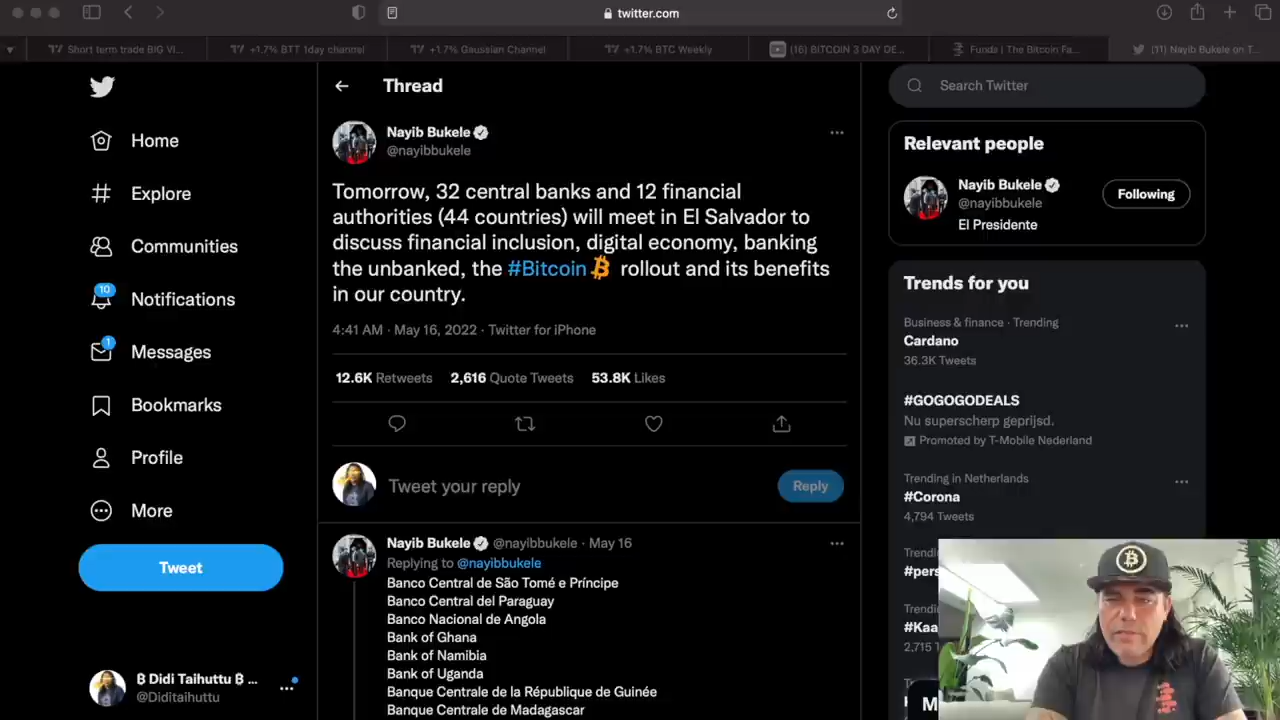 twitter.com
Short term trade BIG VI...
+1.7% BTT 1day channel
+1.7% Gaussian Channel
+1.7% BTC Weekly
(16) BITCOIN 3 DAY DE...
Funds | The Bitcoin Fa...
(11) Nayib Bukele on T...
Home
Explore
Communities
10
Notifications
1
Messages
Bookmarks
Profile
More
Tweet
₿ Didi Taihuttu ₿ ...
@Diditaihuttu
Thread
Nayib Bukele
@nayibbukele
Tomorrow, 32 central banks and 12 financial
authorities (44 countries) will meet in El Salvador to
discuss financial inclusion, digital economy, banking
the unbanked, the #Bitcoin ₿ rollout and its benefits
in our country.
4:41 AM · May 16, 2022 · Twitter for iPhone
12.6K Retweets 2,616 Quote Tweets 53.8K Likes
Tweet your reply
Reply
Nayib Bukele @nayibbukele · May 16
Replying to @nayibbukele
Banco Central de São Tomé e Príncipe
Banco Central del Paraguay
Banco Nacional de Angola
Bank of Ghana
Bank of Namibia
Bank of Uganda
Banque Centrale de la République de Guinée
Banque Centrale de Madagascar
Search Twitter
Relevant people
Nayib Bukele
@nayibbukele
Following
El Presidente
Trends for you
Business & finance · Trending
Cardano
36.3K Tweets
#GOGOGODEALS
Nu superscherp geprijsd.
Promoted by T-Mobile Nederland
Trending in Netherlands
#Corona
4,794 Tweets
Trendi
#pers
Trendi
#Kaa
2,715 T
M
₿